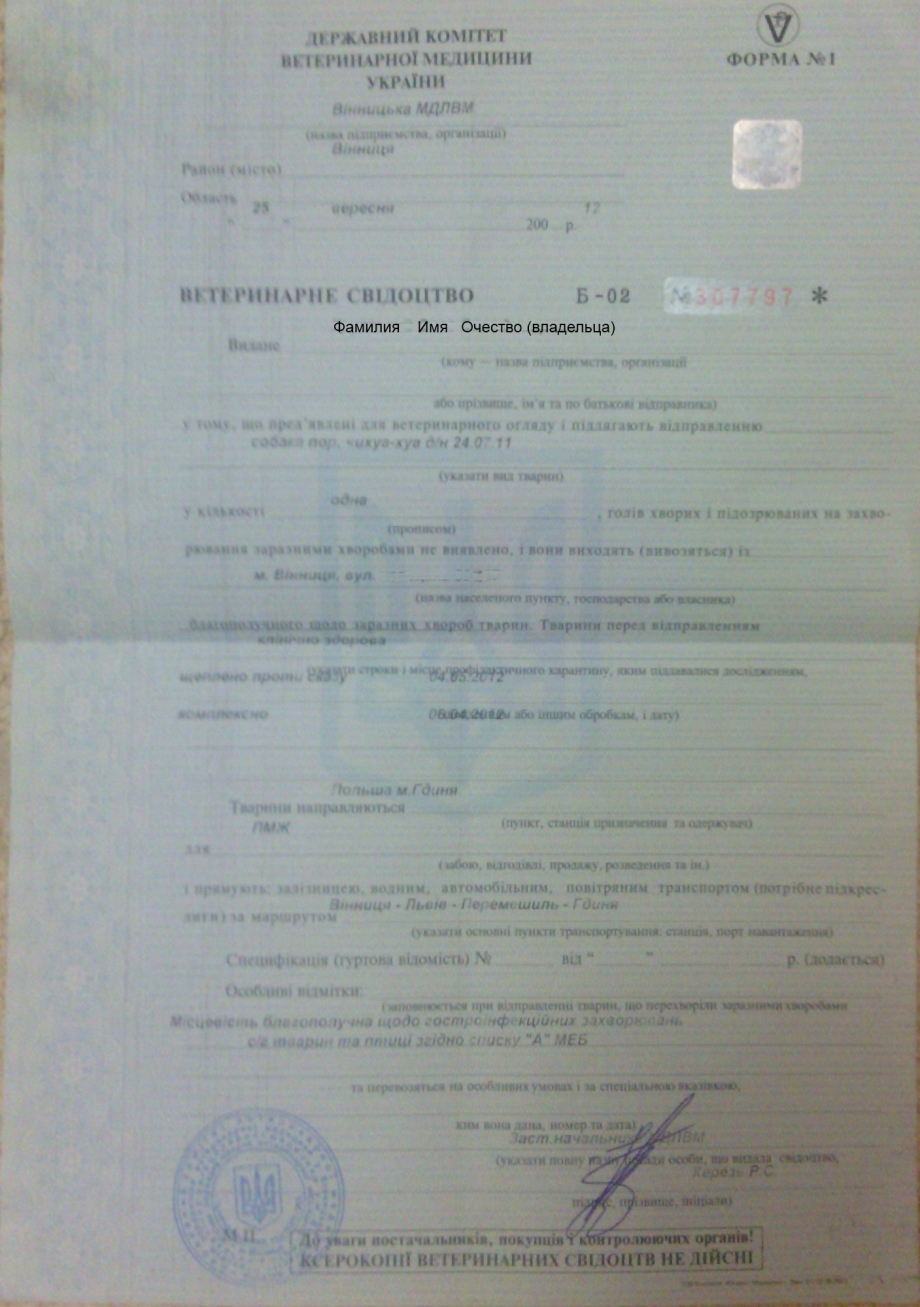 ДЕРЖАВНИЙ КОМІТЕТ
ВЕТЕРИНАРНОЇ МЕДИЦИНИ
УКРАЇНИ
V
ФОРМА №1
Вінницька МДЛВМ
(назва підприємства, організації)
Вінниця
Район (місто)
Область
" 25 " вересня 200 р. 12
ВЕТЕРИНАРНЕ СВІДОЦТВО Б-02 №307797 *
Фамилия Имя Очество (владельца)
Видане
(кому — назва підприємства, організації
або прізвище, ім'я та по батькові відправника)
у тому, що пред'явлені для ветеринарного огляду і підлягають відправленню
собака пор. чихуа-хуа д/н 24.07.11
(указати вид тварин)
одна
у кількості , голів хворих і підозрюваних на захво-
(прописом)
рювання заразними хворобами не виявлено, і вони виходять (вивозяться) із
м. Вінниця, вул.
(назва населеного пункту, господарства або власника)
благополучного щодо заразних хвороб тварин. Тварини перед відправленням
клінічно здорова
(указати строки і місце профілактичного карантину, яким піддавалися дослідженням,
щеплено проти сказу 04.05.2012
комплексно 04.2012 або іншим обробкам, і дату)
Польша м.Гдиня
Тварини направляються
ПМЖ (пункт, станція призначення та одержувач)
для
(забою, відгодівлі, продажу, розведення та ін.)
і прямують: залізницею, водним, автомобільним, повітряним транспортом (потрібне підкрес-
Вінниця - Львів - Перемешиль - Гдиня
лити) за маршрутом
(указати основні пункти транспортування: станція, порт навантаження)
Специфікація (гуртова відомість) № від " " р. (додається)
Особливі відмітки:
(заповнюється при відправленні тварин, що перехворіли заразними хворобами
Місцевість благополучна щодо гостроінфекційних захворювань
с/г тварин та птиці згідно списку "А" МЕБ
та перевозяться на особливих умовах і за спеціальною вказівкою,
ким вона дана, номер та дата)
Заст.начальника
(указати повну назву посади особи, що видала свідоцтво,
Керезь Р.С.
підпис, прізвище, ініціали)
М.П.
До уваги постачальників, покупців і контролюючих органів!
КСЕРОКОПІЇ ВЕТЕРИНАРНИХ СВІДОЦТВ НЕ ДІЙСНІ